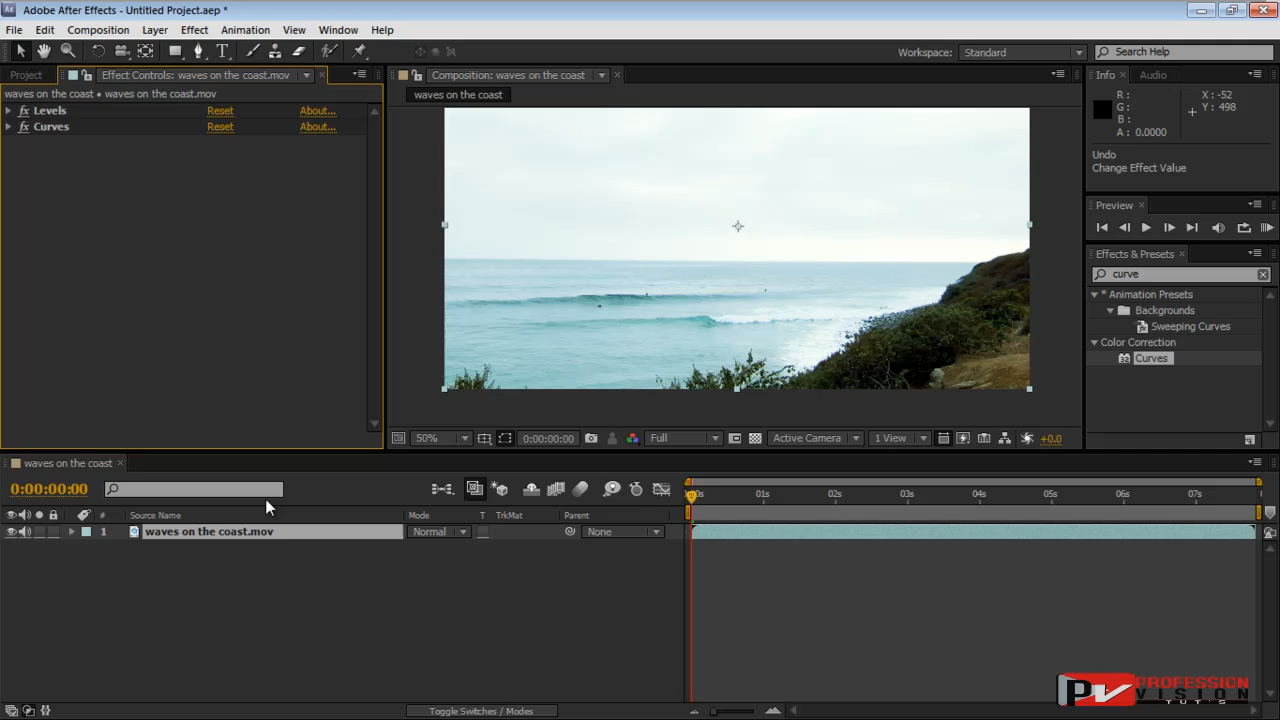 Adobe After Effects - Untitled Project.aep *
File Edit Composition Layer Effect Animation View Window Help
Workspace: Standard Search Help
Project Effect Controls: waves on the coast.mov Composition: waves on the coast Info Audio
waves on the coast • waves on the coast.mov
waves on the coast
Levels Reset About...
Curves Reset About...
R : X : -52
G : Y : 498
B :
A : 0.0000
Undo
Change Effect Value
Preview
Effects & Presets
curve
* Animation Presets
Backgrounds
Sweeping Curves
Color Correction
32 Curves
50% 0:00:00:00 Full Active Camera 1 View +0.0
waves on the coast
0:00:00:00
01s 02s 03s 04s 05s 06s 07s
# Source Name Mode T TrkMat Parent
1 waves on the coast.mov Normal None
Toggle Switches / Modes
PV PROFESSION
VISION
TUT'S